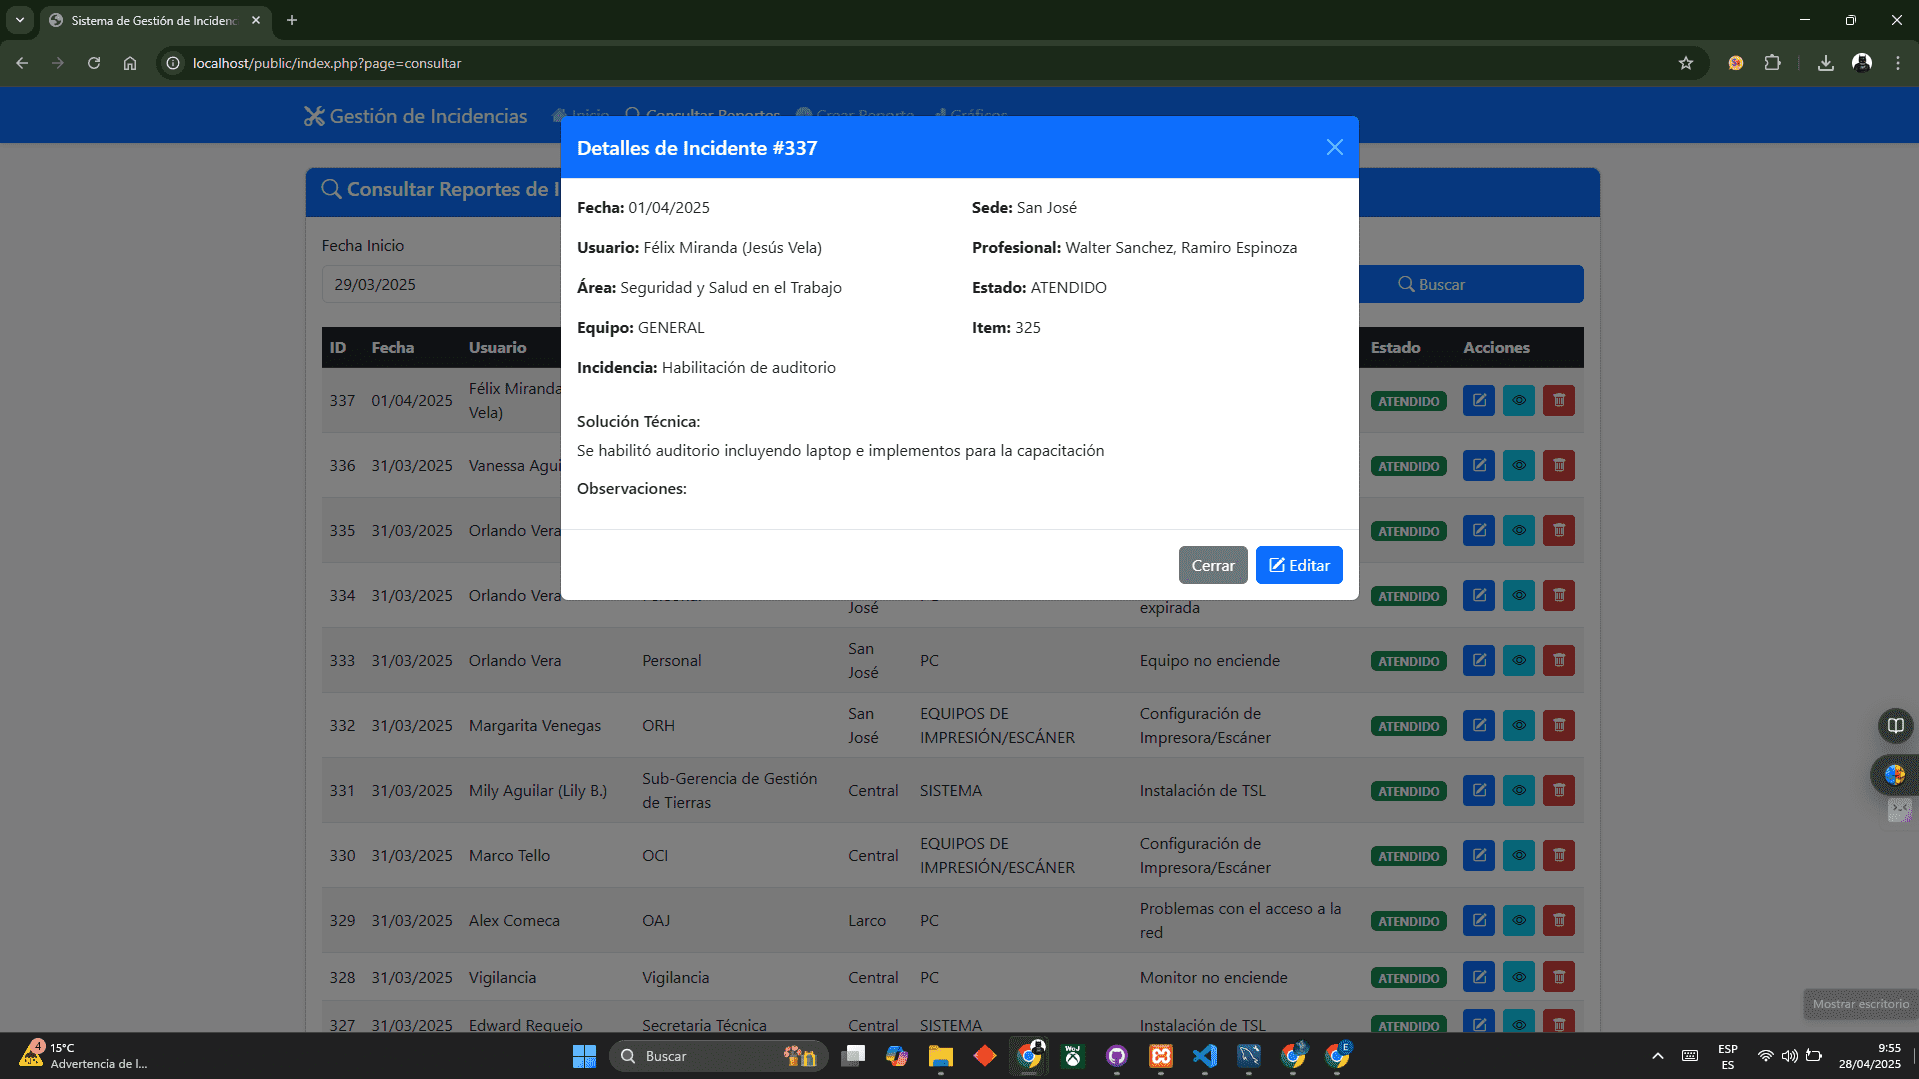 Sistema de Gestión de Incidenc
localhost/public/index.php?page=consultar
Gestión de Incidencias
Inicio
Consultar Reportes
Crear Reporte
Gráficos
Detalles de Incidente #337
Consultar Reportes de I
Fecha: 01/04/2025
Sede: San José
Usuario: Félix Miranda (Jesús Vela)
Profesional: Walter Sanchez, Ramiro Espinoza
Área: Seguridad y Salud en el Trabajo
Estado: ATENDIDO
Equipo: GENERAL
Item: 325
Incidencia: Habilitación de auditorio
Solución Técnica:
Se habilitó auditorio incluyendo laptop e implementos para la capacitación
Observaciones:
Cerrar
Editar
Fecha Inicio
29/03/2025
Buscar
ID Fecha Usuario Estado Acciones
337 01/04/2025 Félix Miranda
Vela)
ATENDIDO
336 31/03/2025 Vanessa Agui ATENDIDO
335 31/03/2025 Orlando Vera ATENDIDO
334 31/03/2025 Orlando Vera
José
expirada
ATENDIDO
333 31/03/2025 Orlando Vera Personal
San
José
PC Equipo no enciende ATENDIDO
332 31/03/2025 Margarita Venegas ORH
San
José
EQUIPOS DE
IMPRESIÓN/ESCÁNER
Configuración de
Impresora/Escáner
ATENDIDO
331 31/03/2025 Mily Aguilar (Lily B.)
Sub-Gerencia de Gestión
de Tierras
Central SISTEMA Instalación de TSL ATENDIDO
330 31/03/2025 Marco Tello OCI Central
EQUIPOS DE
IMPRESIÓN/ESCÁNER
Configuración de
Impresora/Escáner
ATENDIDO
329 31/03/2025 Alex Comeca OAJ Larco PC
Problemas con el acceso a la
red
ATENDIDO
328 31/03/2025 Vigilancia Vigilancia Central PC Monitor no enciende ATENDIDO
327 31/03/2025 Edward Requejo Secretaria Técnica Central SISTEMA Instalación de TSL ATENDIDO
Mostrar escritorio
4
15°C
Advertencia de l...
Buscar
WoJ
E
ESP
ES
9:55
28/04/2025